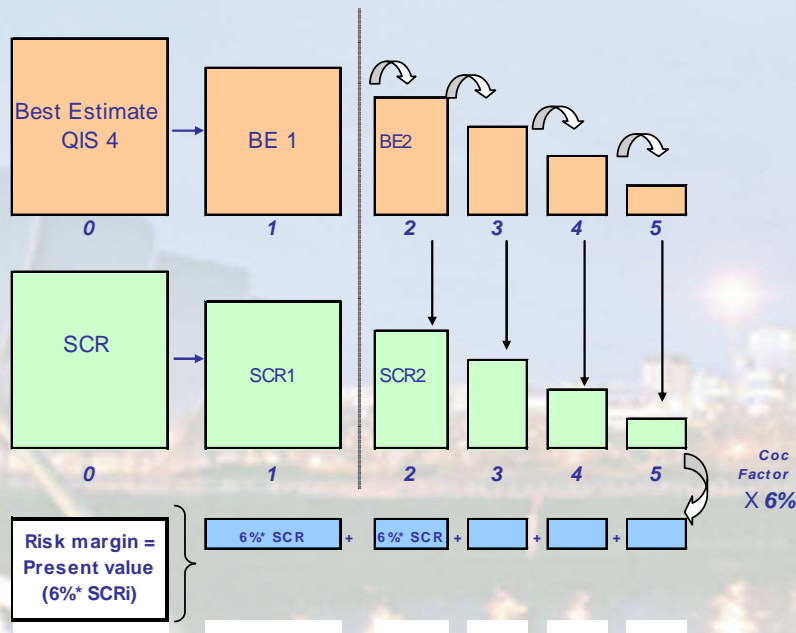 Best Estimate
QIS 4
BE 1
BE2
0
1
2
3
4
5
SCR
SCR1
SCR2
0
1
2
3
4
5
Coc
Factor
X 6%
Risk margin =
Present value
(6%* SCRi)
6%* SCR
+
6%* SCR
+
+
+